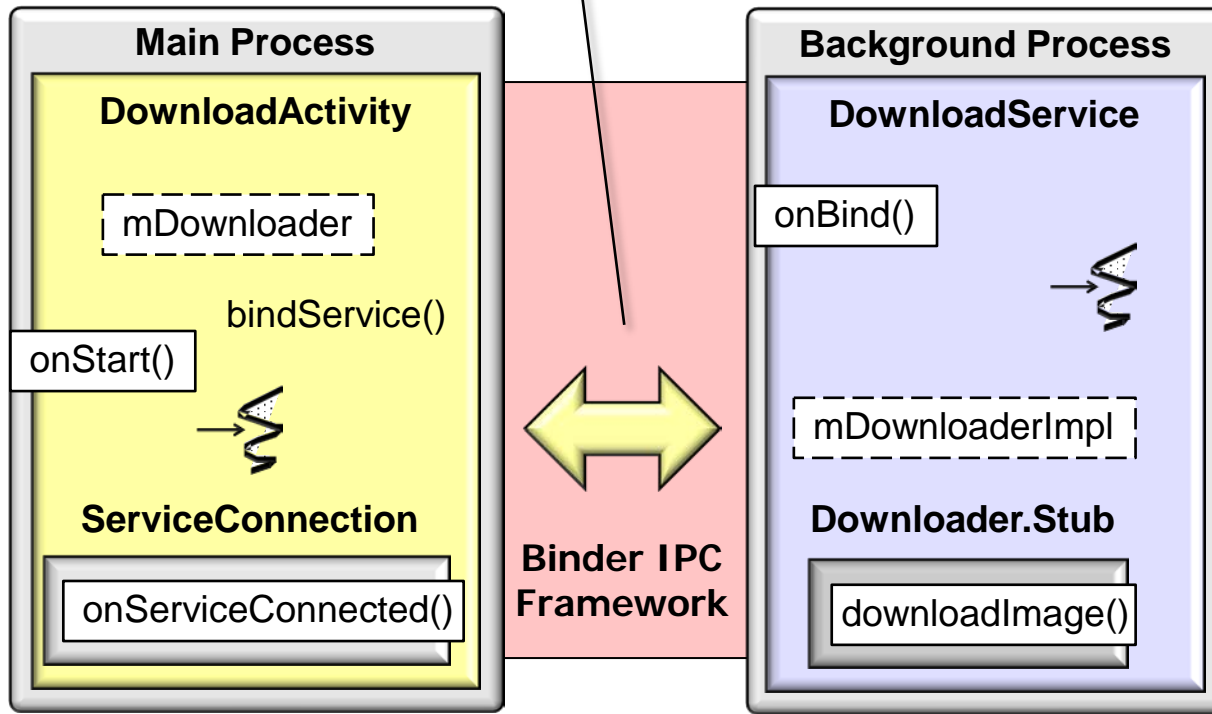 Main Process
DownloadActivity
mDownloader
bindService()
onStart()
ServiceConnection
onServiceConnected()
Binder IPC
Framework
Background Process
DownloadService
onBind()
mDownloaderImpl
Downloader.Stub
downloadImage()